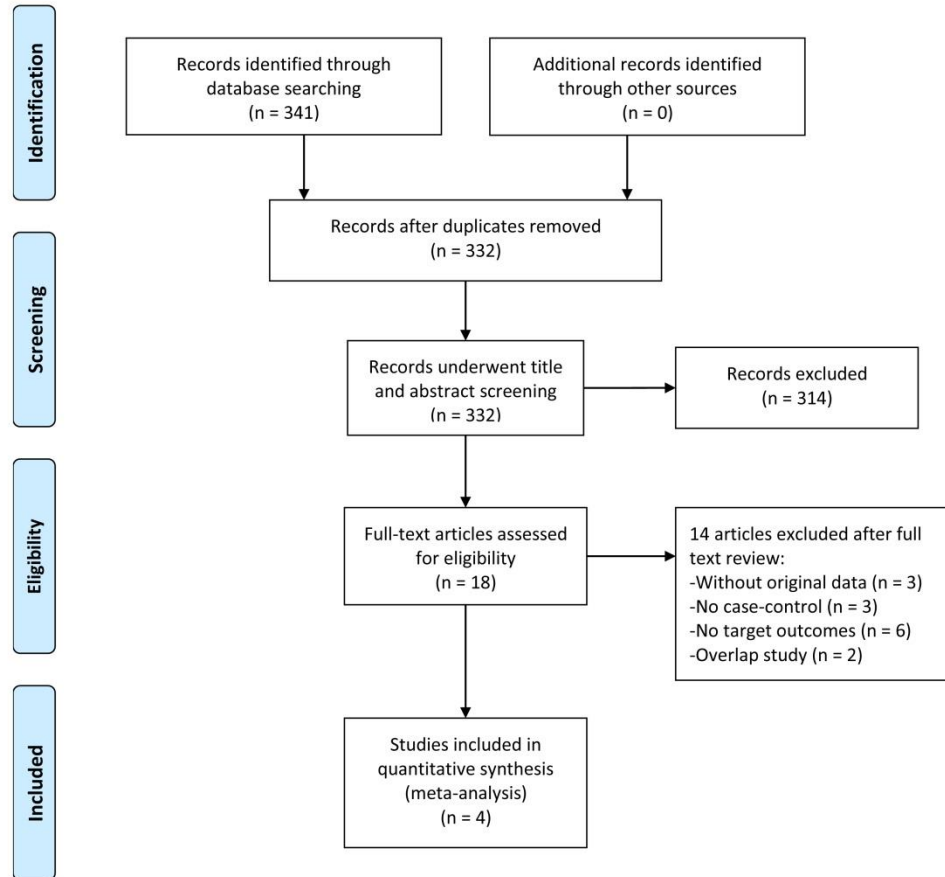 Identification
Records identified through
database searching
(n = 341)
Additional records identified
through other sources
(n = 0)
Records after duplicates removed
(n = 332)
Screening
Records underwent title
and abstract screening
(n = 332)
Records excluded
(n = 314)
Eligibility
Full-text articles assessed
for eligibility
(n = 18)
14 articles excluded after full
text review:
-Without original data (n = 3)
-No case-control (n = 3)
-No target outcomes (n = 6)
-Overlap study (n = 2)
Included
Studies included in
quantitative synthesis
(meta-analysis)
(n = 4)